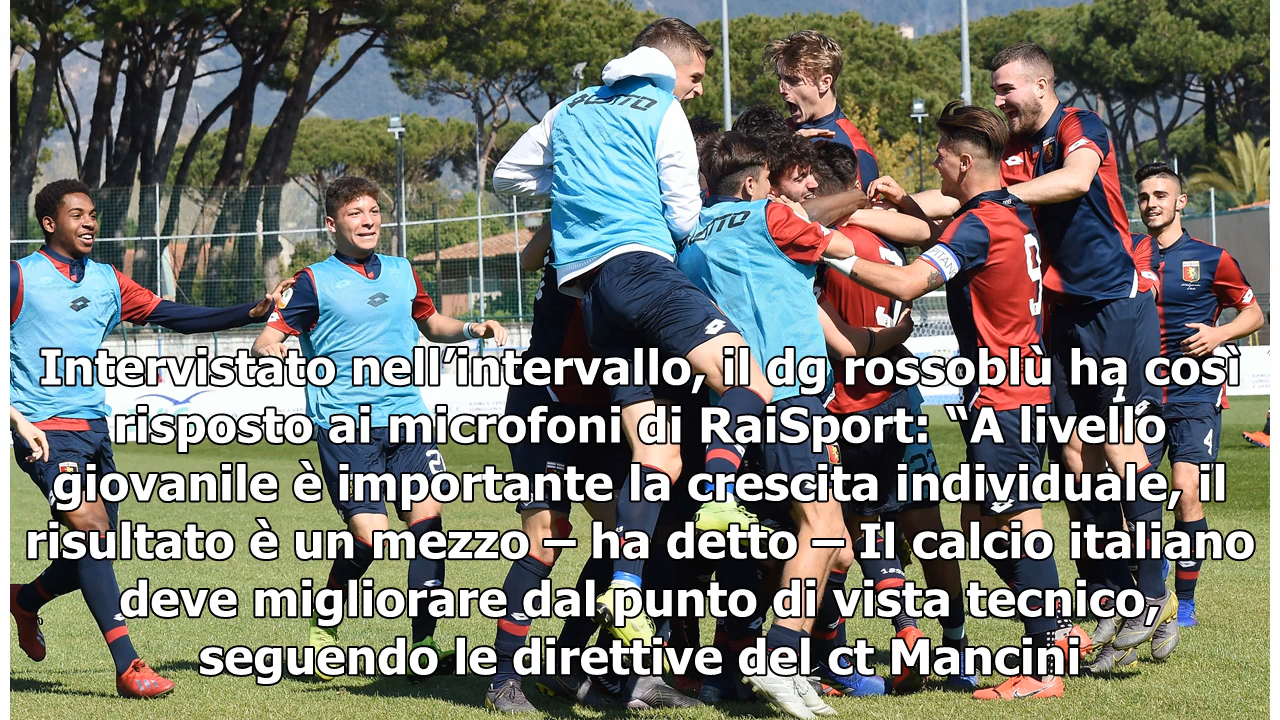 Intervistato nell’intervallo, il dg rossoblù ha così
risposto ai microfoni di RaiSport: “A livello
giovanile è importante la crescita individuale, il
risultato è un mezzo – ha detto – Il calcio italiano
deve migliorare dal punto di vista tecnico,
seguendo le direttive del ct Mancini
9
4